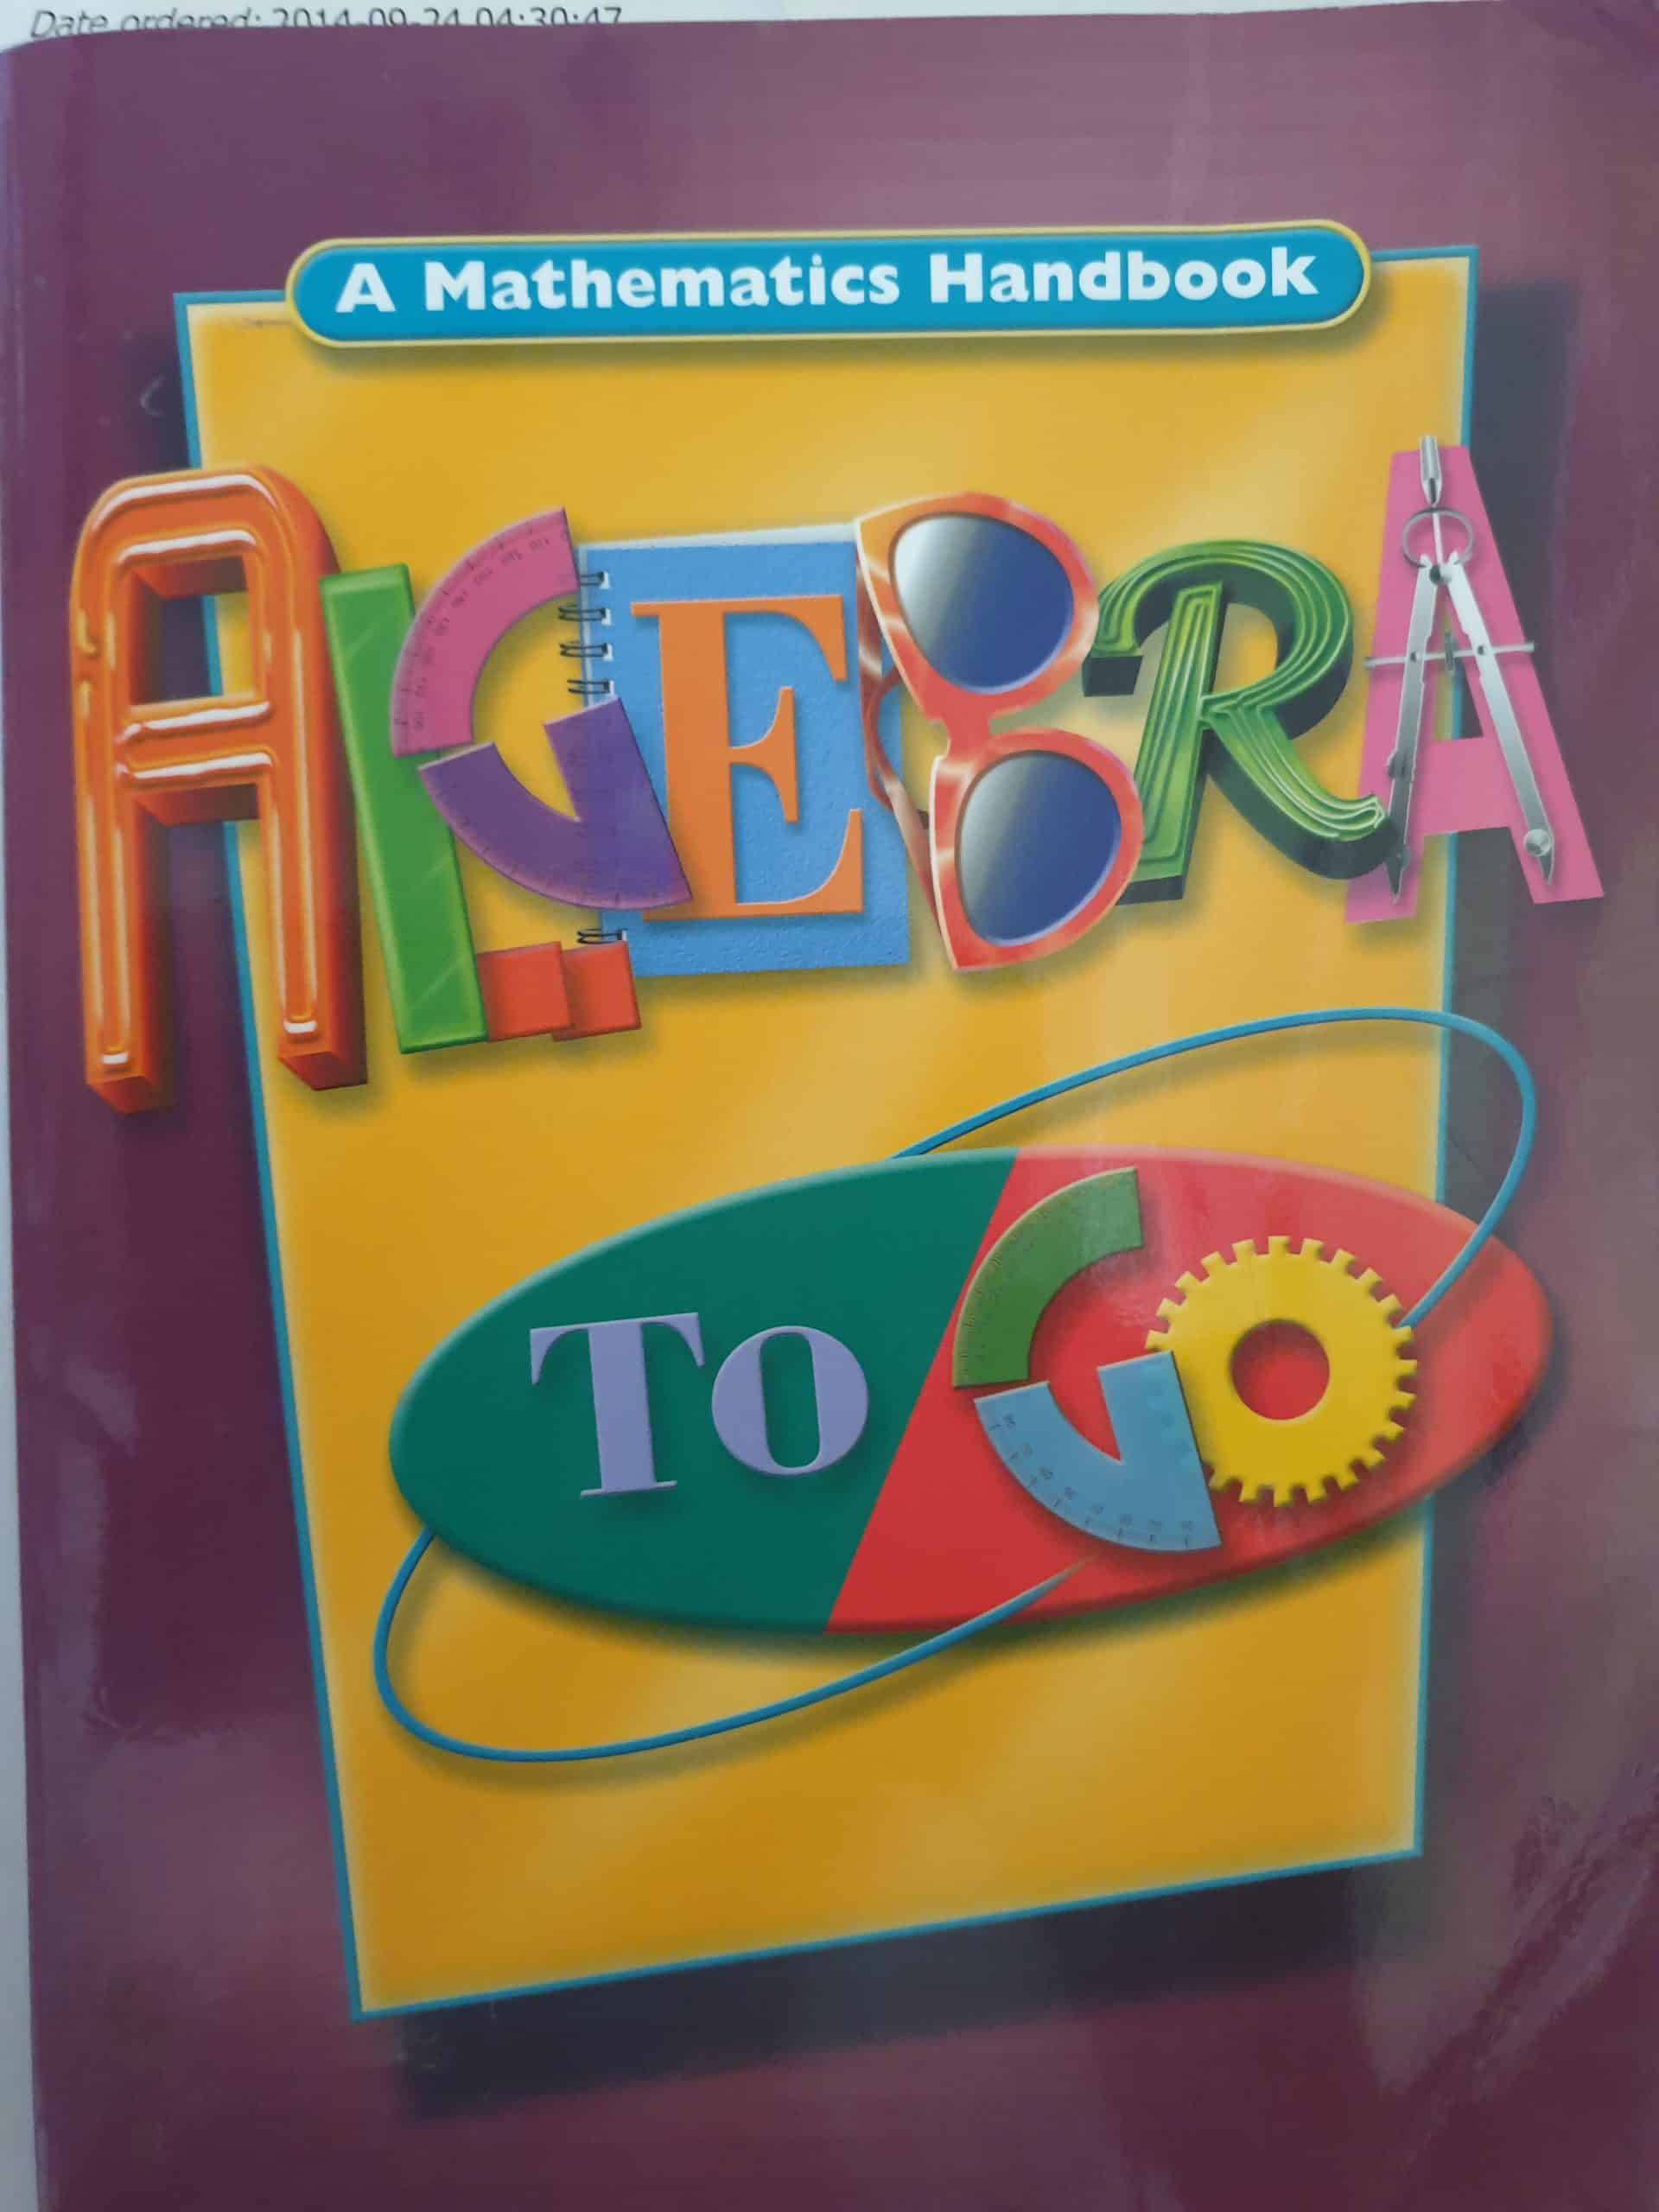 Date ordered: 2014-09-24 04:30:47
A Mathematics Handbook
ALGEBRA
To GO